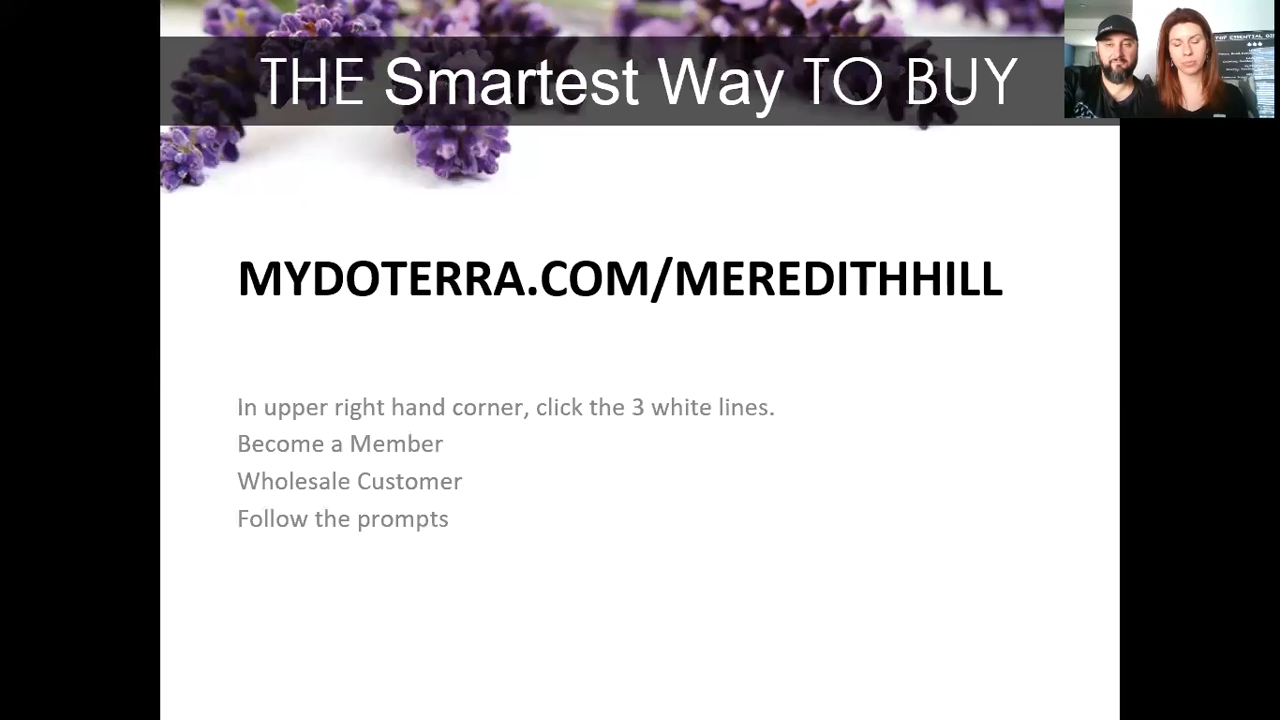 THE Smartest Way TO BUY
MYDOTERRA.COM/MEREDITHHILL
In upper right hand corner, click the 3 white lines.
Become a Member
Wholesale Customer
Follow the prompts